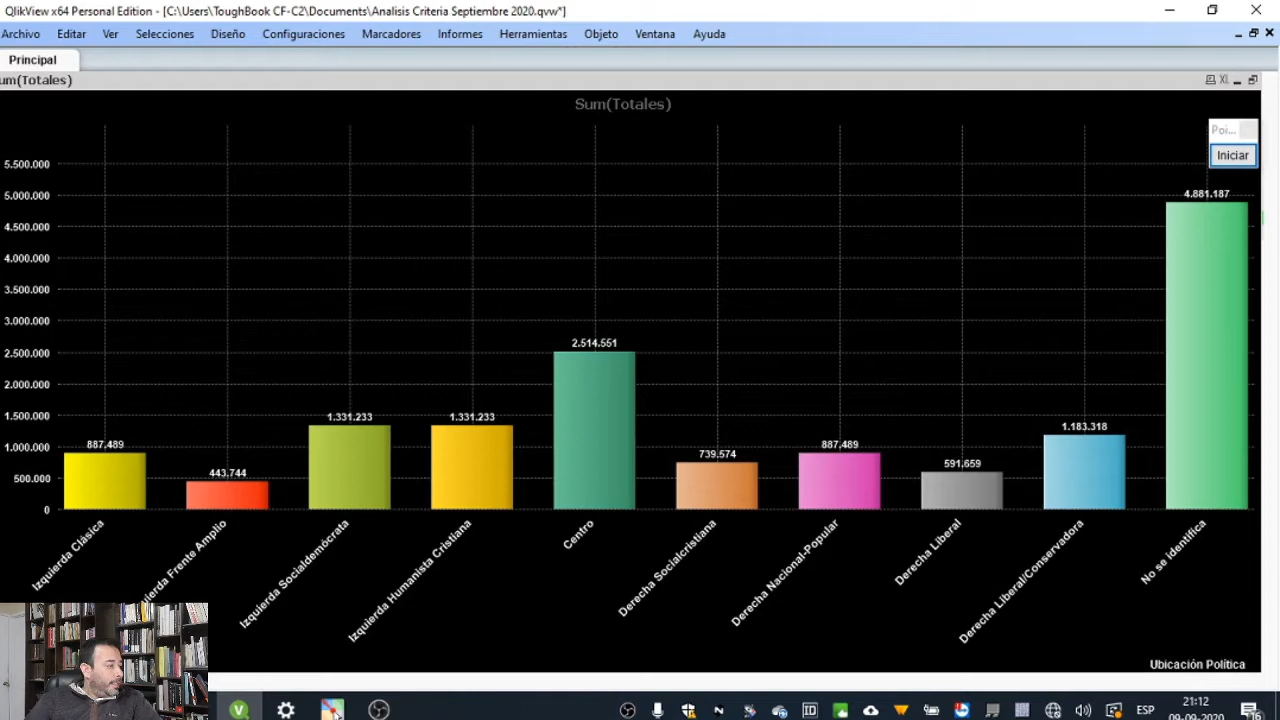 QlikView x64 Personal Edition - [C:\Users\ToughBook CF-C2\Documents\Analisis Criteria Septiembre 2020.qvw*]
Archivo Editar Ver Selecciones Diseño Configuraciones Marcadores Informes Herramientas Objeto Ventana Ayuda
Principal
um(Totales)
XL
Sum(Totales)
Poi...
Iniciar
5.500.000
5.000.000
4.500.000
4.000.000
3.500.000
3.000.000
2.500.000
2.000.000
1.500.000
1.000.000
500.000
0
887.489
443.744
1.331.233
1.331.233
2.514.551
739.574
887.489
591.659
1.183.318
4.881.187
Izquierda Clásica
quierda Frente Amplio
Izquierda Socialdemócrata
Izquierda Humanista Cristiana
Centro
Derecha Socialcristiana
Derecha Nacional-Popular
Derecha Liberal
Derecha Liberal/Conservadora
No se identifica
Ubicación Política
ESP
21:12
09-09-2020
16